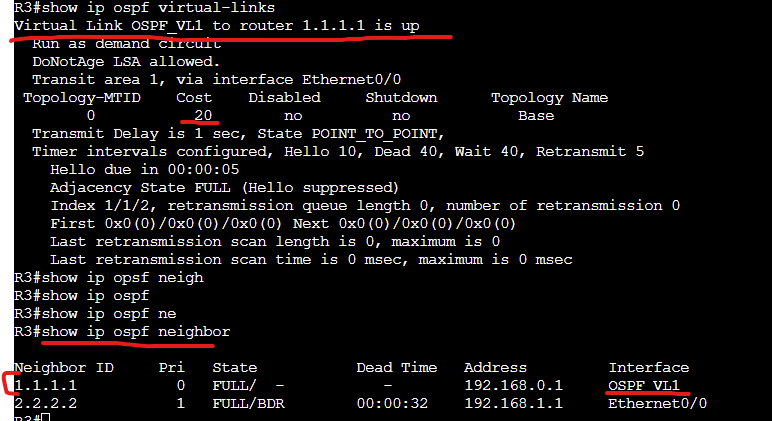 R3#show ip ospf virtual-links
Virtual Link OSPF_VL1 to router 1.1.1.1 is up
Run as demand circuit
DoNotAge LSA allowed.
Transit area 1, via interface Ethernet0/0
Topology-MTID Cost Disabled Shutdown Topology Name
0 20 no no Base
Transmit Delay is 1 sec, State POINT_TO_POINT,
Timer intervals configured, Hello 10, Dead 40, Wait 40, Retransmit 5
Hello due in 00:00:05
Adjacency State FULL (Hello suppressed)
Index 1/1/2, retransmission queue length 0, number of retransmission 0
First 0x0(0)/0x0(0)/0x0(0) Next 0x0(0)/0x0(0)/0x0(0)
Last retransmission scan length is 0, maximum is 0
Last retransmission scan time is 0 msec, maximum is 0 msec
R3#show ip opsf neigh
R3#show ip ospf
R3#show ip ospf ne
R3#show ip ospf neighbor
Neighbor ID Pri State Dead Time Address Interface
1.1.1.1 0 FULL/ - - 192.168.0.1 OSPF_VL1
2.2.2.2 1 FULL/BDR 00:00:32 192.168.1.1 Ethernet0/0
R3#